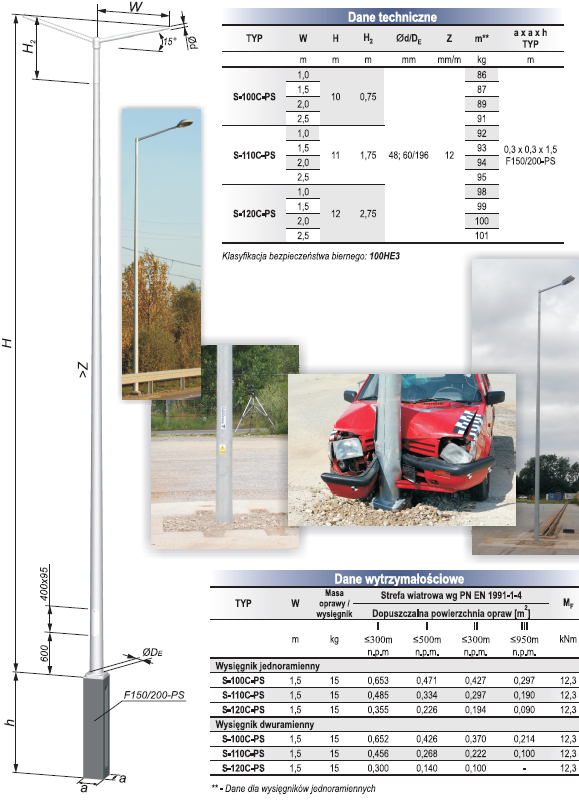 W
H2
15°
Ød
H
>Z
400x95
600
ØDE
h
F150/200-PS
a
a
Dane techniczne
TYP W H H2 Ød/DE Z m** a x a x h TYP
m m m mm mm/m kg m
S-100C-PS 10 0,75
1,0 86
1,5 87
2,0 89
2,5 91
S-110C-PS 11 1,75 48; 60/196 12 0,3 x 0,3 x 1,5 F150/200-PS
1,0 92
1,5 93
2,0 94
2,5 95
S-120C-PS 12 2,75
1,0 98
1,5 99
2,0 100
2,5 101
Klasyfikacja bezpieczeństwa biernego: 100HE3
Dane wytrzymałościowe
TYP W Masa oprawy / wysięgnik Strefa wiatrowa wg PN EN 1991-1-4 MF
Dopuszczalna powierzchnia opraw [m²]
I I II III
m kg ≤300m n.p.m. ≤500m n.p.m. ≤300m n.p.m. ≤950m n.p.m. kNm
Wysięgnik jednoramienny
S-100C-PS 1,5 15 0,653 0,471 0,427 0,297 12,3
S-110C-PS 1,5 15 0,485 0,334 0,297 0,190 12,3
S-120C-PS 1,5 15 0,355 0,226 0,194 0,090 12,3
Wysięgnik dwuramienny
S-100C-PS 1,5 15 0,652 0,426 0,370 0,214 12,3
S-110C-PS 1,5 15 0,456 0,268 0,222 0,100 12,3
S-120C-PS 1,5 15 0,300 0,140 0,100 - 12,3
** - Dane dla wysięgników jednoramiennych